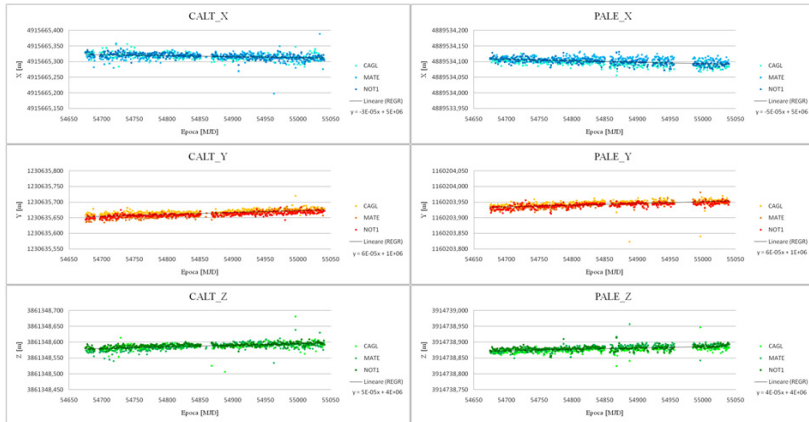 CALT_X
4915665,400
4915665,350
4915665,300
4915665,250
4915665,200
4915665,150
X [m]
54650 54700 54750 54800 54850 54900 54950 55000 55050
Epoca [MJD]
CAGL
MATE
NOT1
Lineare (REGR)
y = -3E-05x + 5E+06
PALE_X
4889534,200
4889534,150
4889534,100
4889534,050
4889534,000
4889533,950
X [m]
54650 54700 54750 54800 54850 54900 54950 55000 55050
Epoca [MJD]
CAGL
MATE
NOT1
Lineare (REGR)
y = -5E-05x + 5E+06
CALT_Y
1230635,800
1230635,750
1230635,700
1230635,650
1230635,600
1230635,550
Y [m]
54650 54700 54750 54800 54850 54900 54950 55000 55050
Epoca [MJD]
CAGL
MATE
NOT1
Lineare (REGR)
y = 6E-05x + 1E+06
PALE_Y
1160204,050
1160204,000
1160203,950
1160203,900
1160203,850
1160203,800
Y [m]
54650 54700 54750 54800 54850 54900 54950 55000 55050
Epoca [MJD]
CAGL
MATE
NOT1
Lineare (REGR)
y = 6E-05x + 1E+06
CALT_Z
3861348,700
3861348,650
3861348,600
3861348,550
3861348,500
3861348,450
Z [m]
54650 54700 54750 54800 54850 54900 54950 55000 55050
Epoca [MJD]
CAGL
MATE
NOT1
Lineare (REGR)
y = 5E-05x + 4E+06
PALE_Z
3914739,000
3914738,950
3914738,900
3914738,850
3914738,800
3914738,750
Z [m]
54650 54700 54750 54800 54850 54900 54950 55000 55050
Epoca [MJD]
CAGL
MATE
NOT1
Lineare (REGR)
y = 4E-05x + 4E+06